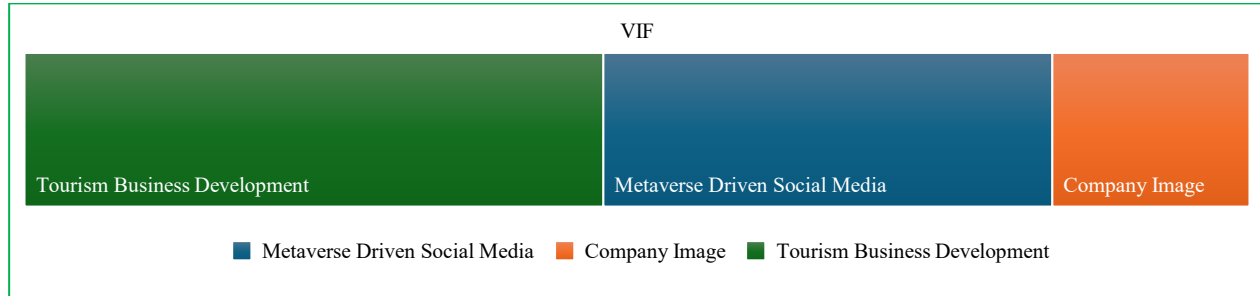 VIF
Tourism Business Development
Metaverse Driven Social Media
Company Image
Metaverse Driven Social Media
Company Image
Tourism Business Development